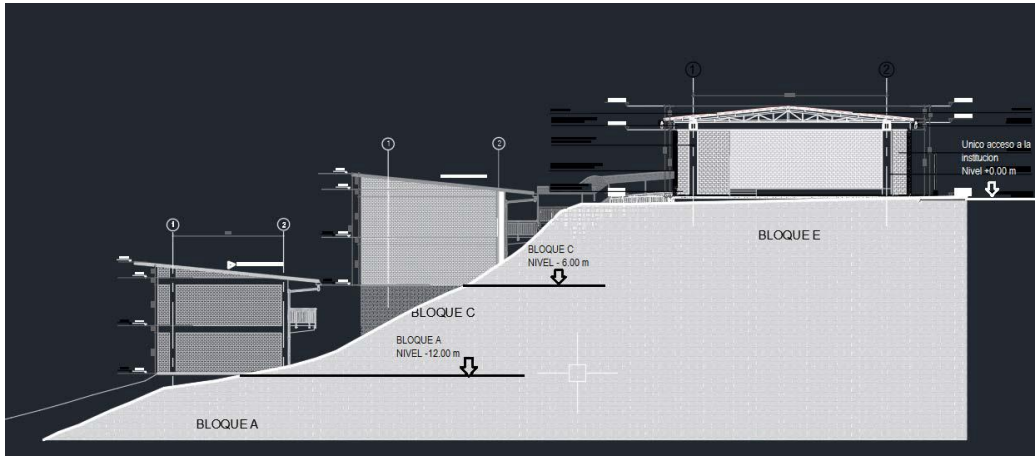 1
2
Unico acceso a la
institucion
Nivel +0.00 m
1
2
BLOQUE E
1
2
BLOQUE C
NIVEL - 6.00 m
BLOQUE C
BLOQUE A
NIVEL -12.00 m
BLOQUE A